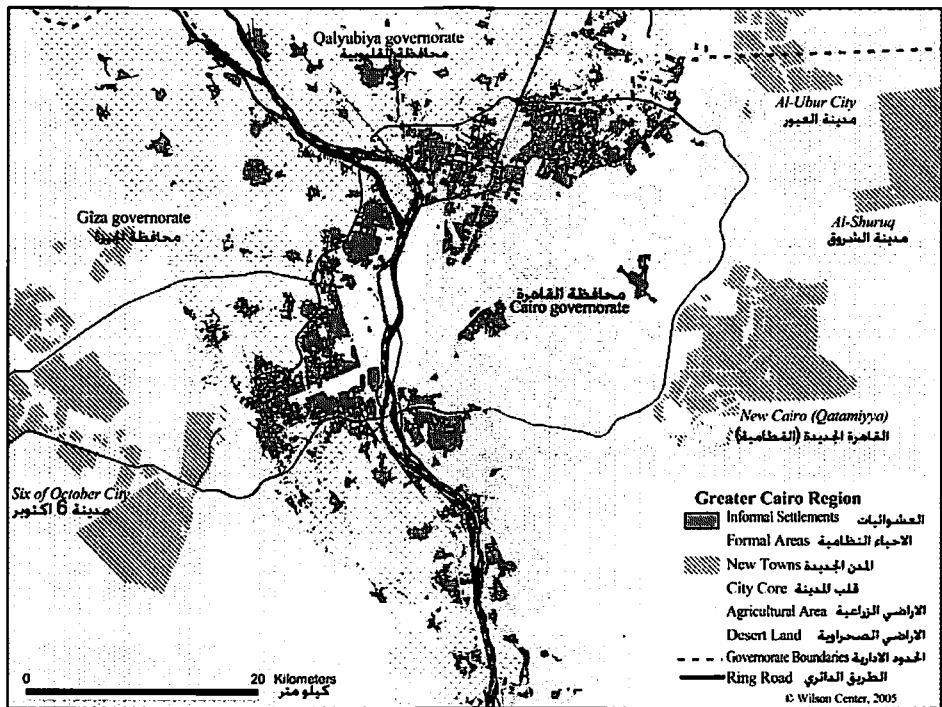 Qalyubiya governorate
محافظة القليوبية
Al-Ubur City
مدينة العبور
Giza governorate
محافظة الجيزة
Al-Shuruq
مدينة الشروق
محافظة القاهرة
Cairo governorate
New Cairo (Qatamiyya)
القاهرة الجديدة (القطامية)
Six of October City
مدينة 6 اكتوبر
Greater Cairo Region
Informal Settlements العشوائيات
Formal Areas الاحياء النظامية
New Towns المدن الجديدة
City Core قلب المدينة
Agricultural Area الاراضي الزراعية
Desert Land الاراضي الصحراوية
Governorate Boundaries الحدود الادارية
Ring Road الطريق الدائري
0 20 Kilometers
كيلو متر
© Wilson Center, 2005